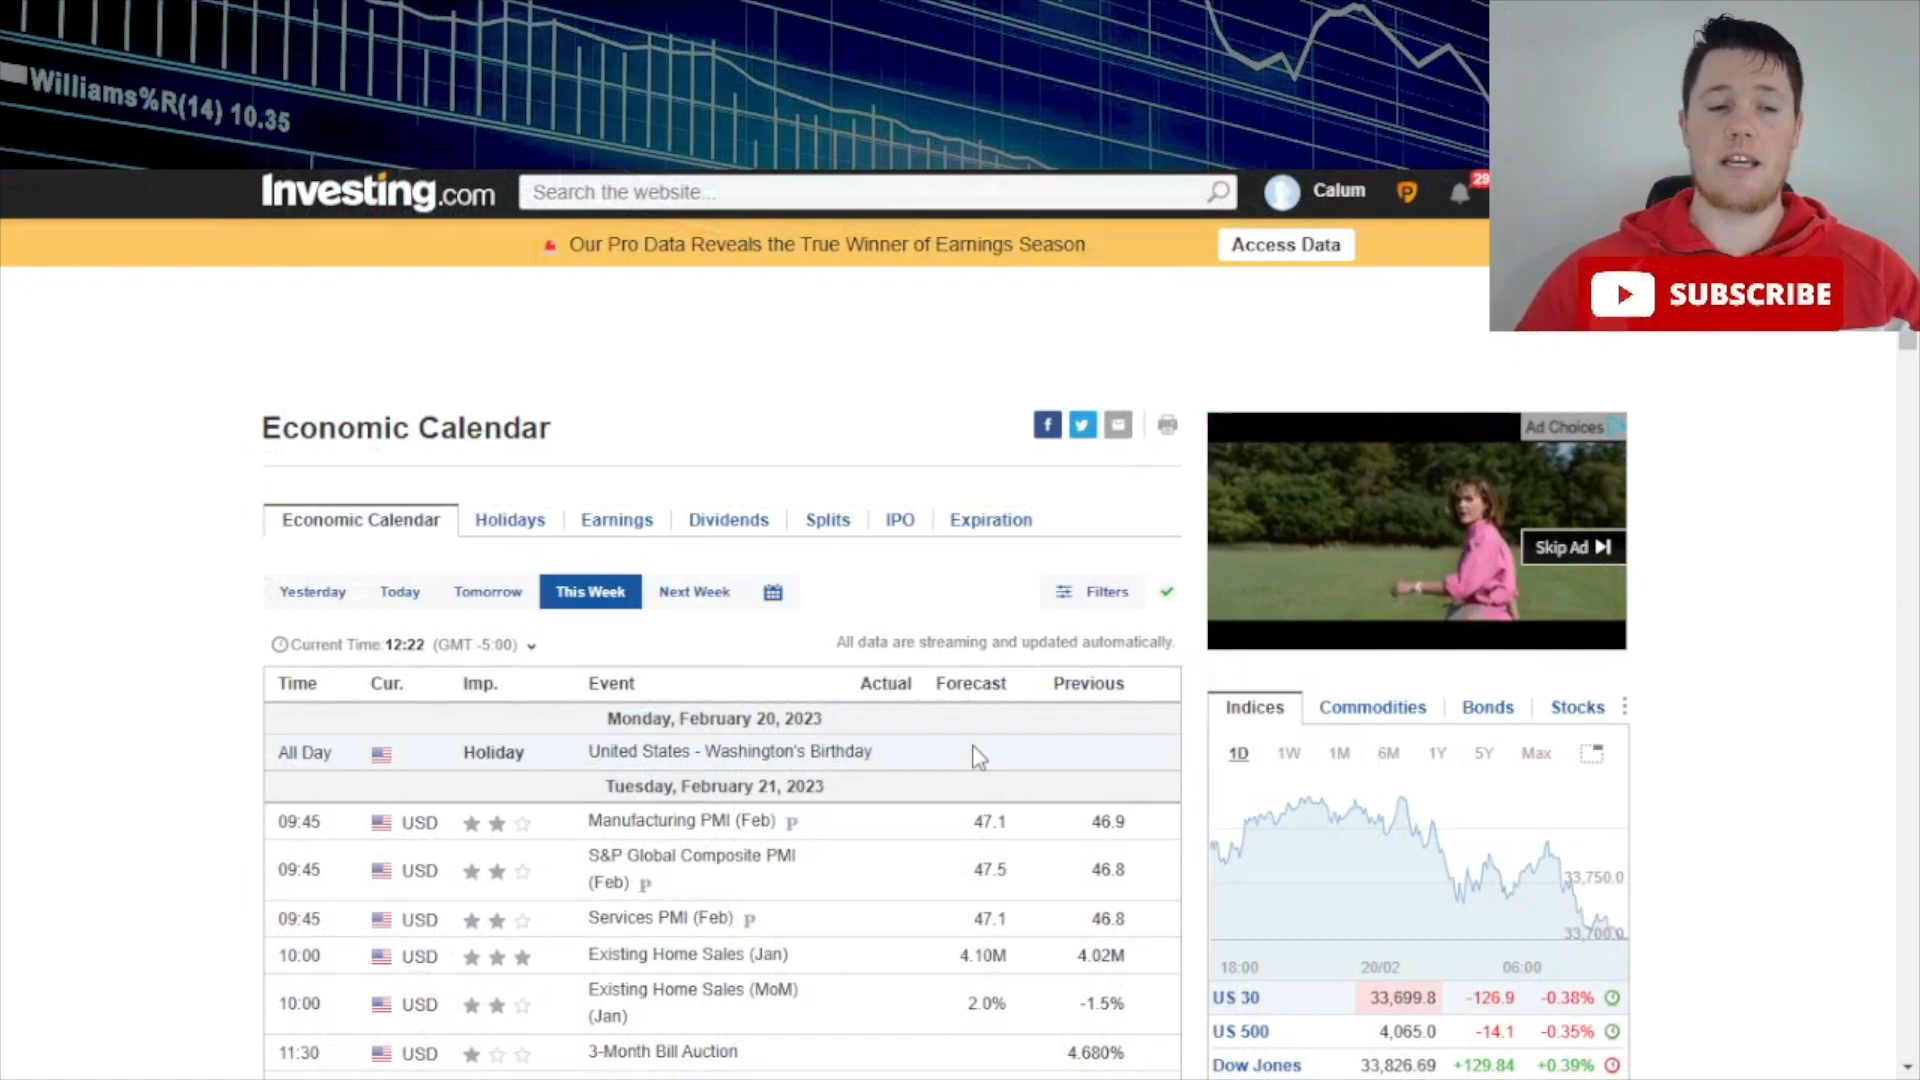 Williams%R(14) 10.35
Investing.com
Search the website...
Calum
P
29
Our Pro Data Reveals the True Winner of Earnings Season
Access Data
SUBSCRIBE
Economic Calendar
f
Ad Choices
Skip Ad
Economic Calendar Holidays Earnings Dividends Splits IPO Expiration
Yesterday Today Tomorrow This Week Next Week Filters
Current Time: 12:22 (GMT -5:00)
All data are streaming and updated automatically.
Time Cur. Imp. Event Actual Forecast Previous
Monday, February 20, 2023
All Day Holiday United States - Washington's Birthday
Tuesday, February 21, 2023
09:45 USD Manufacturing PMI (Feb) P 47.1 46.9
09:45 USD S&P Global Composite PMI (Feb) P 47.5 46.8
09:45 USD Services PMI (Feb) P 47.1 46.8
10:00 USD Existing Home Sales (Jan) 4.10M 4.02M
10:00 USD Existing Home Sales (MoM) (Jan) 2.0% -1.5%
11:30 USD 3-Month Bill Auction 4.680%
Indices Commodities Bonds Stocks
1D 1W 1M 6M 1Y 5Y Max
33,750.0
33,700.0
18:00 20/02 06:00
US 30 33,699.8 -126.9 -0.38%
US 500 4,065.0 -14.1 -0.35%
Dow Jones 33,826.69 +129.84 +0.39%